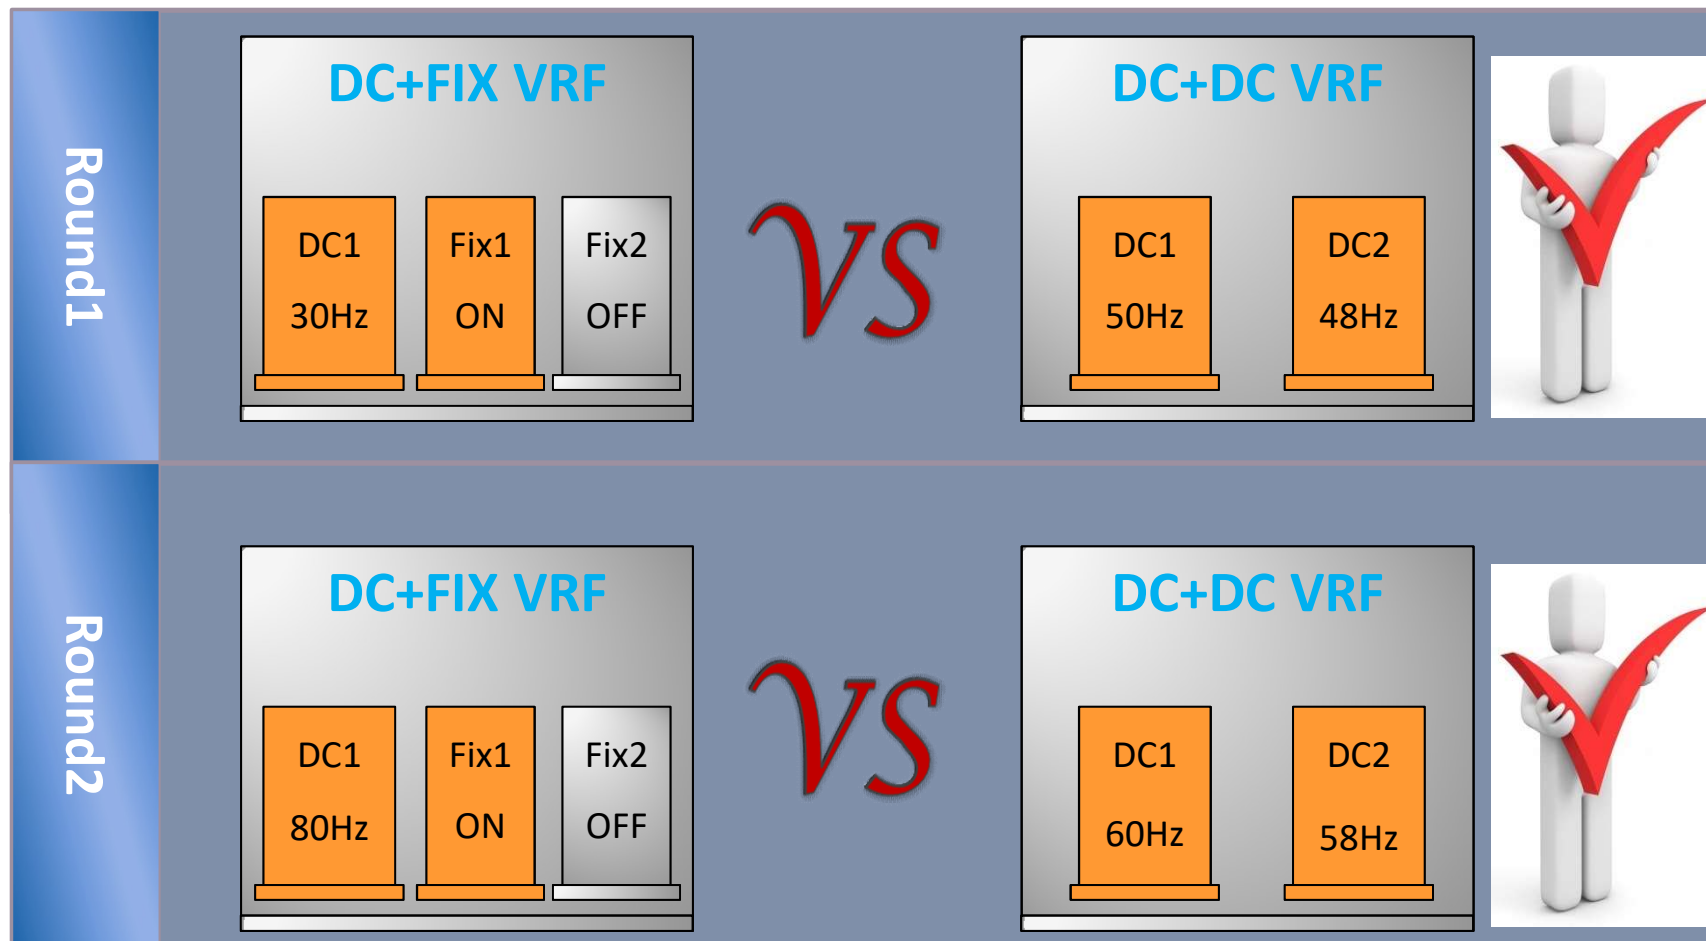 Round1
DC+FIX VRF
DC1
30Hz
Fix1
ON
Fix2
OFF
VS
DC+DC VRF
DC1
50Hz
DC2
48Hz
Round2
DC+FIX VRF
DC1
80Hz
Fix1
ON
Fix2
OFF
VS
DC+DC VRF
DC1
60Hz
DC2
58Hz